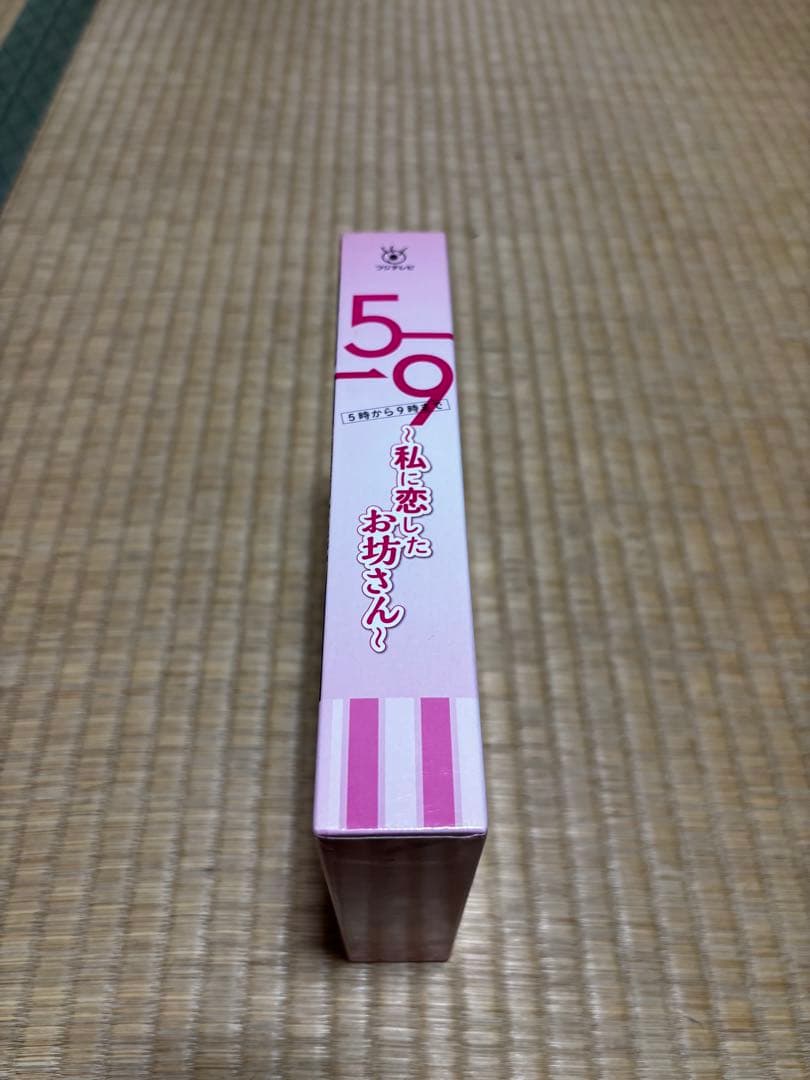 フジテレビ
5→9
5時から9時まで
～私に恋した
お坊さん～